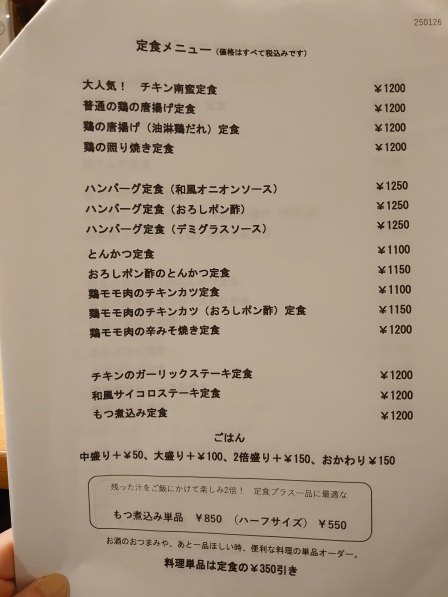 250126
定食メニュー（価格はすべて税込みです）
大人気！　チキン南蛮定食　￥1200
普通の鶏の唐揚げ定食　￥1200
鶏の唐揚げ（油淋鶏だれ）定食　￥1200
鶏の照り焼き定食　￥1200
ハンバーグ定食（和風オニオンソース）　￥1250
ハンバーグ定食（おろしポン酢）　￥1250
ハンバーグ定食（デミグラスソース）　￥1250
とんかつ定食　￥1100
おろしポン酢のとんかつ定食　￥1150
鶏モモ肉のチキンカツ定食　￥1100
鶏モモ肉のチキンカツ（おろしポン酢）定食　￥1150
鶏モモ肉の辛みそ焼き定食　￥1200
チキンのガーリックステーキ定食　￥1200
和風サイコロステーキ定食　￥1200
もつ煮込み定食　￥1200
ごはん
中盛り＋￥50、大盛り＋￥100、2倍盛り＋￥150、おかわり￥150
残った汁をご飯にかけて楽しみ2倍！　定食プラス一品に最適な
もつ煮込み単品　￥850　（ハーフサイズ）　￥550
お酒のおつまみや、あと一品ほしい時、便利な料理の単品オーダー。
料理単品は定食の￥350引き